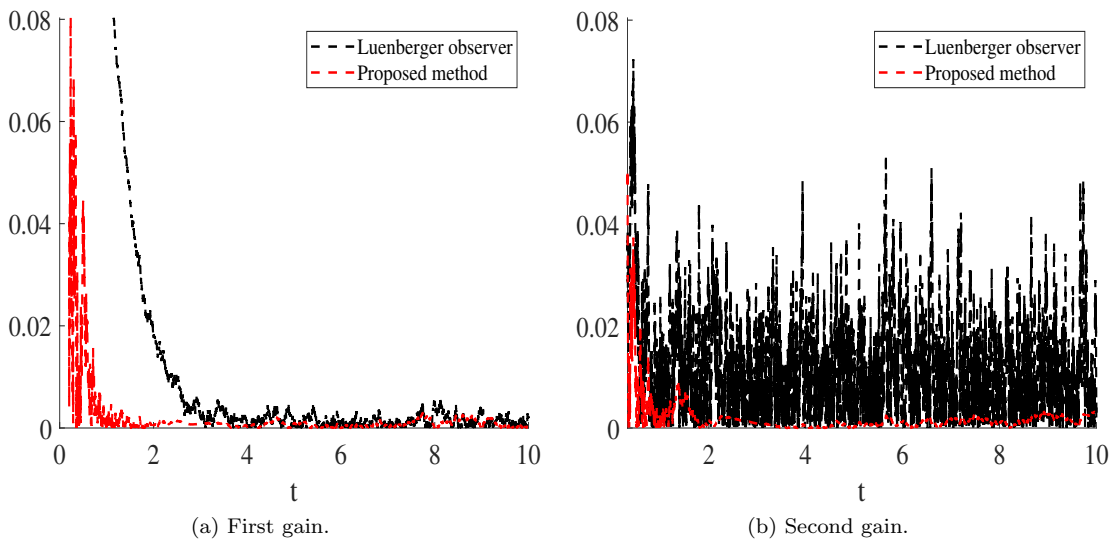 0.08
0.06
0.04
0.02
0
0 2 4 6 8 10
t
Luenberger observer
Proposed method
(a) First gain.
0.08
0.06
0.04
0.02
0
2 4 6 8 10
t
Luenberger observer
Proposed method
(b) Second gain.